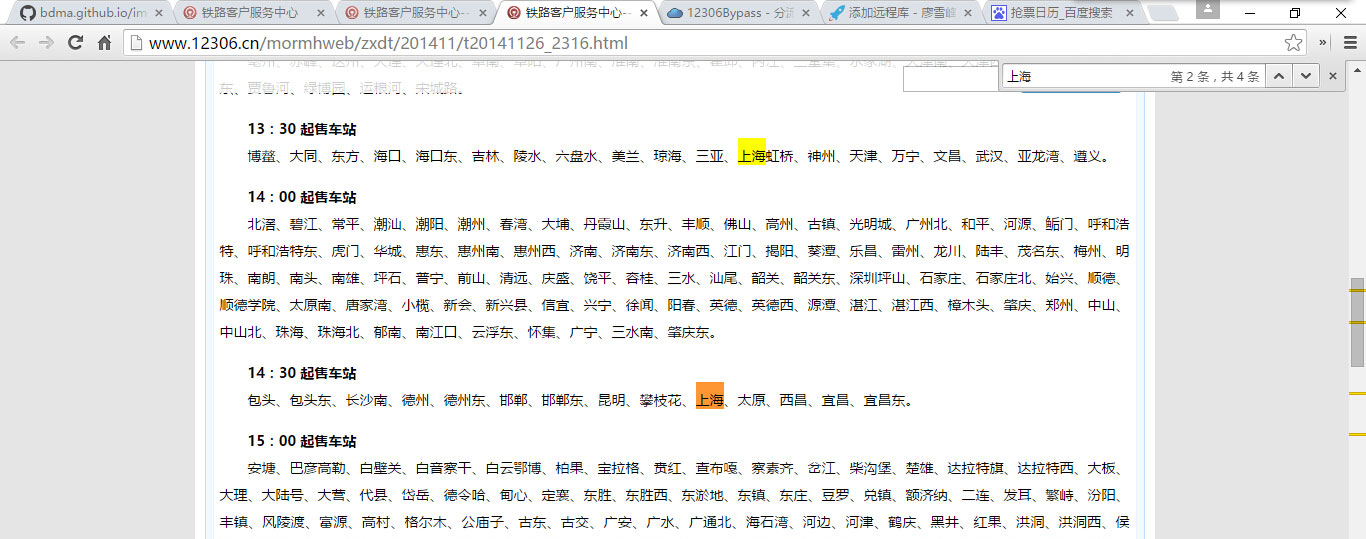 bdma.github.io/im
铁路客户服务中心
铁路客户服务中心--
铁路客户服务中心--
12306Bypass - 分流
添加远程库 - 廖雪峰
抢票日历_百度搜索
www.12306.cn/mormhweb/zxdt/201411/t20141126_2316.html
上海
第 2 条，共 4 条
东、贾鲁河、绿博园、运粮河、宋城路。
13：30 起售车站
博鳌、大同、东方、海口、海口东、吉林、陵水、六盘水、美兰、琼海、三亚、上海虹桥、神州、天津、万宁、文昌、武汉、亚龙湾、遵义。
14：00 起售车站
北滘、碧江、常平、潮汕、潮阳、潮州、春湾、大埔、丹霞山、东升、丰顺、佛山、高州、古镇、光明城、广州北、和平、河源、鲘门、呼和浩
特、呼和浩特东、虎门、华城、惠东、惠州南、惠州西、济南、济南东、济南西、江门、揭阳、葵潭、乐昌、雷州、龙川、陆丰、茂名东、梅州、明
珠、南朗、南头、南雄、坪石、普宁、前山、清远、庆盛、饶平、容桂、三水、汕尾、韶关、韶关东、深圳坪山、石家庄、石家庄北、始兴、顺德、
顺德学院、太原南、唐家湾、小榄、新会、新兴县、信宜、兴宁、徐闻、阳春、英德、英德西、源潭、湛江、湛江西、樟木头、肇庆、郑州、中山、
中山北、珠海、珠海北、郁南、南江口、云浮东、怀集、广宁、三水南、肇庆东。
14：30 起售车站
包头、包头东、长沙南、德州、德州东、邯郸、邯郸东、昆明、攀枝花、上海、太原、西昌、宜昌、宜昌东。
15：00 起售车站
安塘、巴彦高勒、白壁关、白音察干、白云鄂博、柏果、宝拉格、贲红、查布嘎、察素齐、岔江、柴沟堡、楚雄、达拉特旗、达拉特西、大板、
大理、大陆号、大营、代县、岱岳、德令哈、甸心、定襄、东胜、东胜西、东淤地、东镇、东庄、豆罗、兑镇、额济纳、二连、发耳、繁峙、汾阳、
丰镇、风陵渡、富源、高村、格尔木、公庙子、古东、古交、广安、广水、广通北、海石湾、河边、河津、鹤庆、黑井、红果、洪洞、洪洞西、侯